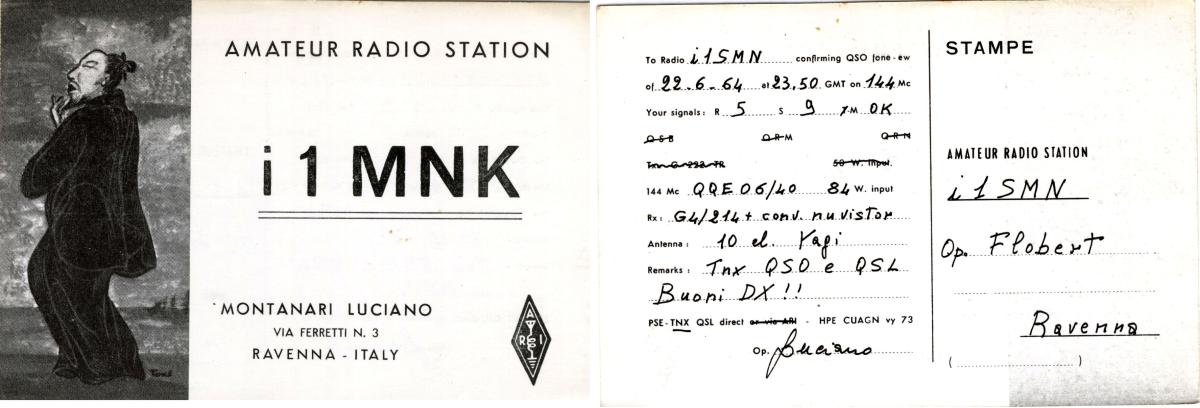 AMATEUR RADIO STATION
i 1 MNK
MONTANARI LUCIANO
VIA FERRETTI N. 3
RAVENNA - ITALY
A
R I
Toni
To Radio i1SMN confirming QSO fone - ew
of 22.6.64 at 23,50 GMT on 144 Mc
Your signals: R 5 S 9 M OK
QSB QRM QRN
Tnx G 222 TR 50 W. input.
144 Mc QQE 06/40 84 W. input
Rx: G4/214 + conv. nuvistor
Antenna: 10 el. Yagi
Remarks: Tnx QSO e QSL
Buoni DX !!
PSE - TNX QSL direct or via ARI - HPE CUAGN vy 73
Op. Luciano
STAMPE
AMATEUR RADIO STATION
i1SMN
Op. Flobert
Ravenna
( )